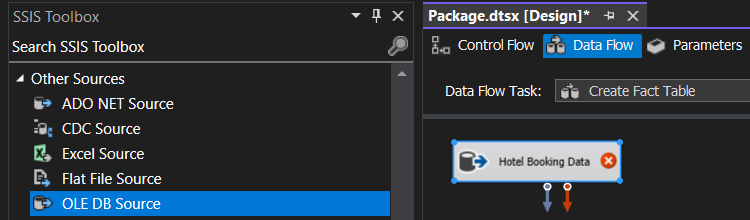 SSIS Toolbox
Search SSIS Toolbox
Other Sources
ADO NET Source
CDC Source
Excel Source
Flat File Source
OLE DB Source
Package.dtsx [Design]*
Control Flow
Data Flow
Parameters
Data Flow Task:
Create Fact Table
Hotel Booking Data